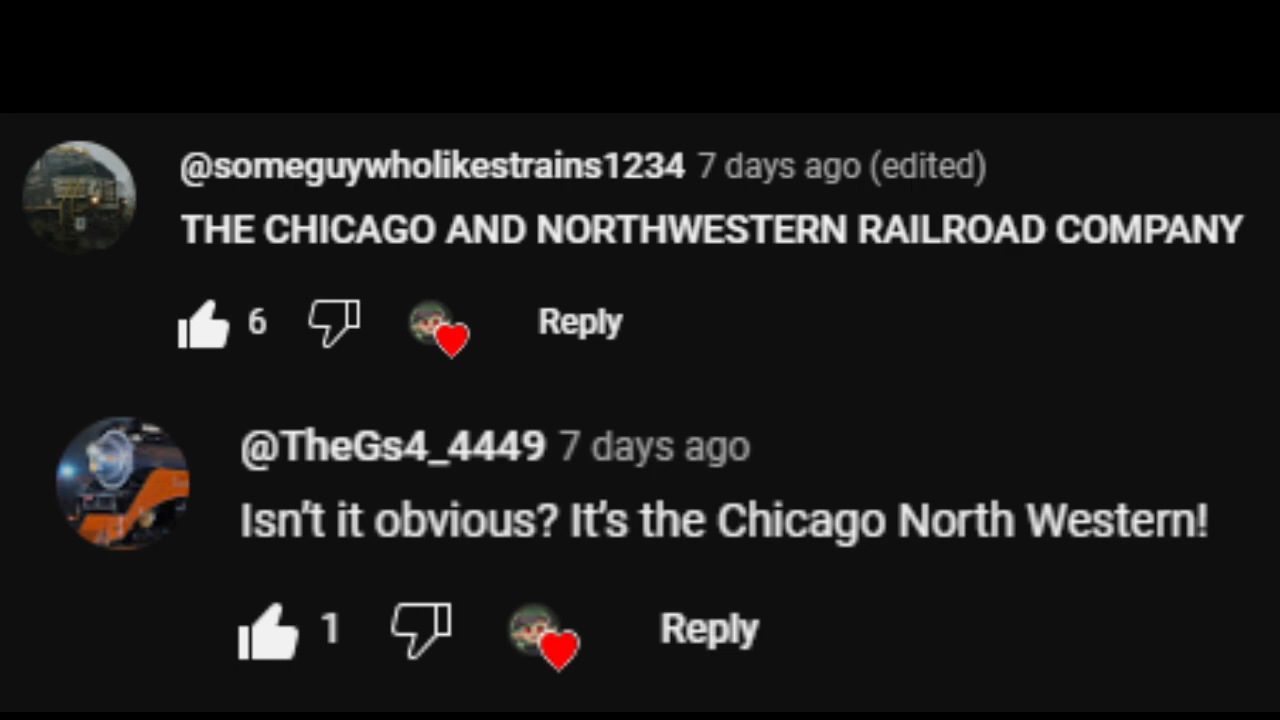 @someguywholikestrains1234 7 days ago (edited)
THE CHICAGO AND NORTHWESTERN RAILROAD COMPANY
6 Reply
@TheGs4_4449 7 days ago
Isn't it obvious? It's the Chicago North Western!
1 Reply